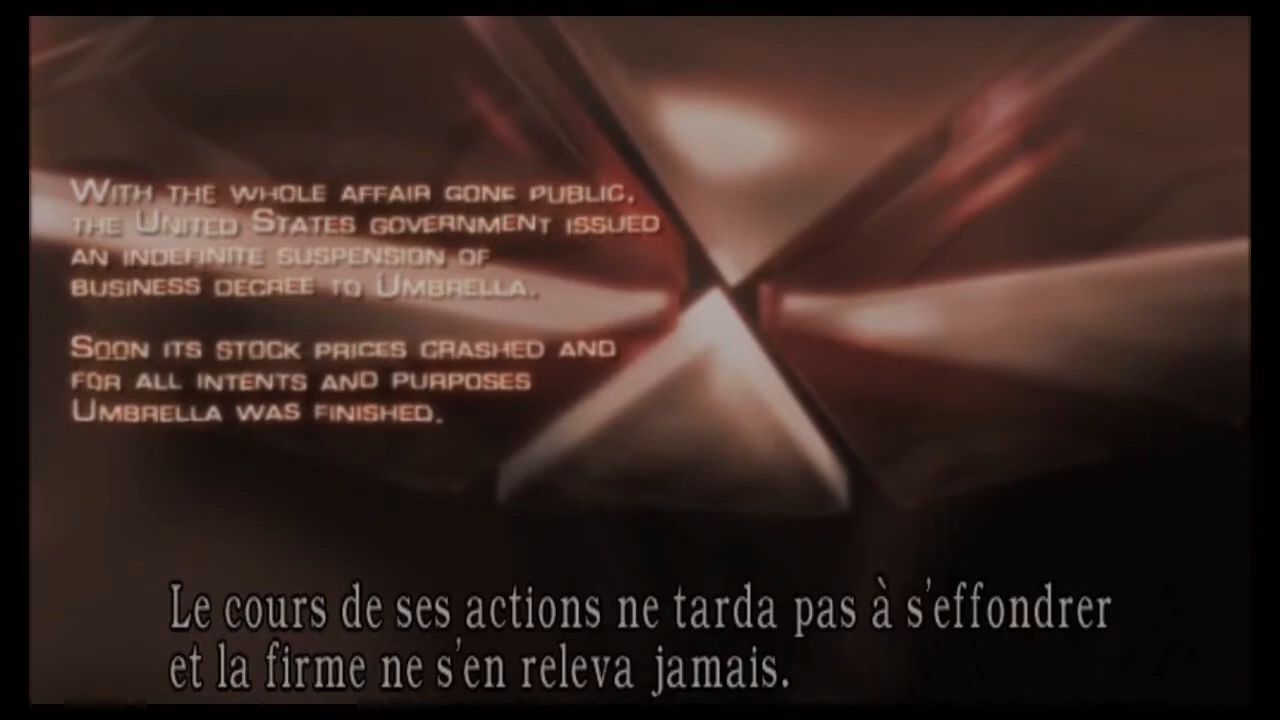 WITH THE WHOLE AFFAIR GONE PUBLIC,
THE UNITED STATES GOVERNMENT ISSUED
AN INDEFINITE SUSPENSION OF
BUSINESS DECREE TO UMBRELLA.
SOON ITS STOCK PRICES CRASHED AND
FOR ALL INTENTS AND PURPOSES
UMBRELLA WAS FINISHED.
Le cours de ses actions ne tarda pas à s'effondrer
et la firme ne s'en releva jamais.